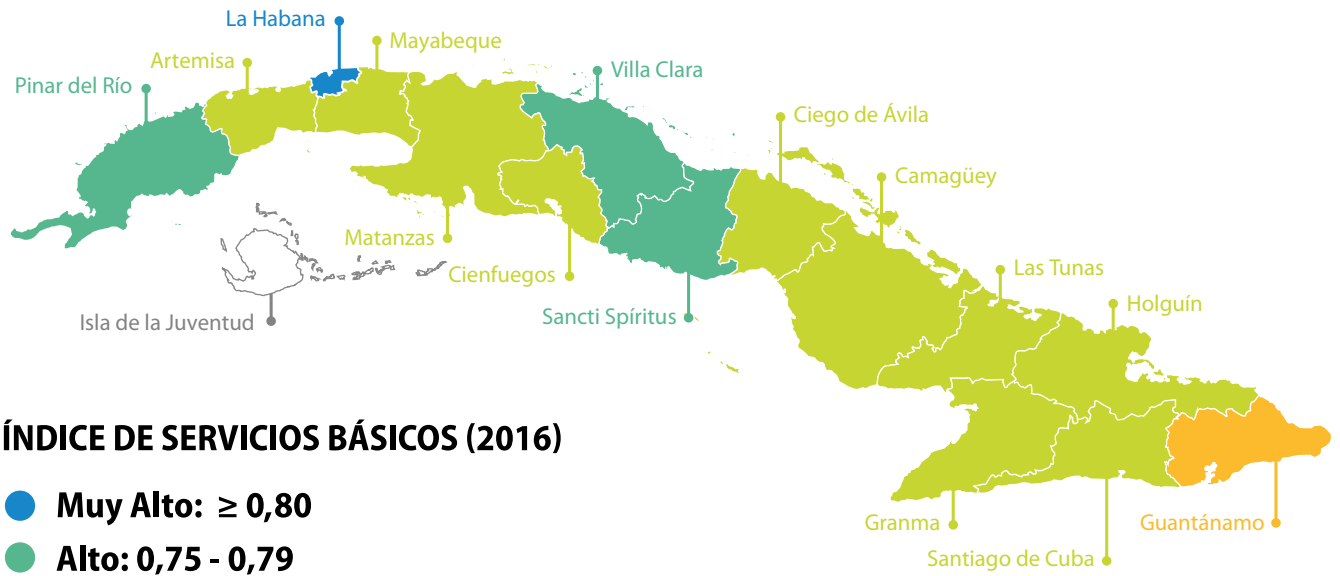 La Habana
Mayabeque
Artemisa
Villa Clara
Pinar del Río
Ciego de Ávila
Camagüey
Matanzas
Cienfuegos
Las Tunas
Holguín
Isla de la Juventud
Sancti Spíritus
ÍNDICE DE SERVICIOS BÁSICOS (2016)
Muy Alto: ≥ 0,80
Alto: 0,75 - 0,79
Granma
Guantánamo
Santiago de Cuba